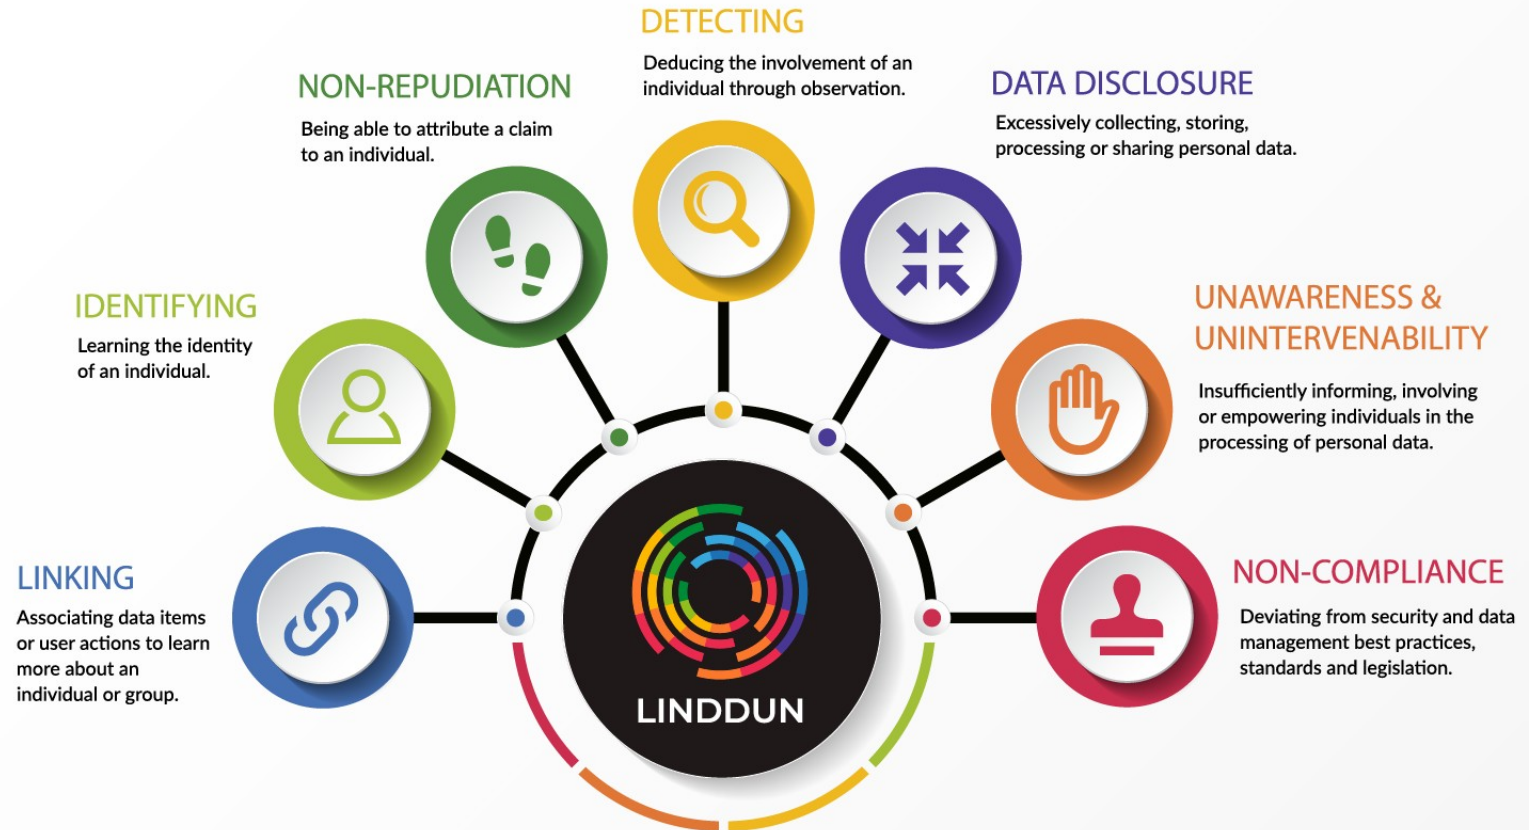 DETECTING
Deducing the involvement of an
individual through observation.
NON-REPUDIATION
Being able to attribute a claim
to an individual.
DATA DISCLOSURE
Excessively collecting, storing,
processing or sharing personal data.
IDENTIFYING
Learning the identity
of an individual.
UNAWARENESS &
UNINTERVENABILITY
Insufficiently informing, involving
or empowering individuals in the
processing of personal data.
LINKING
Associating data items
or user actions to learn
more about an
individual or group.
NON-COMPLIANCE
Deviating from security and data
management best practices,
standards and legislation.
LINDDUN